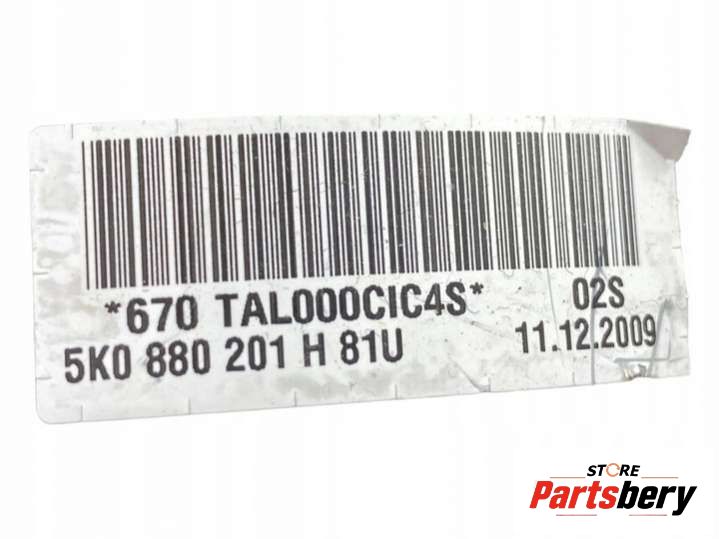 *670 TAL000CIC4S* 02S
5K0 880 201 H 81U 11.12.2009
STORE
Partsbery